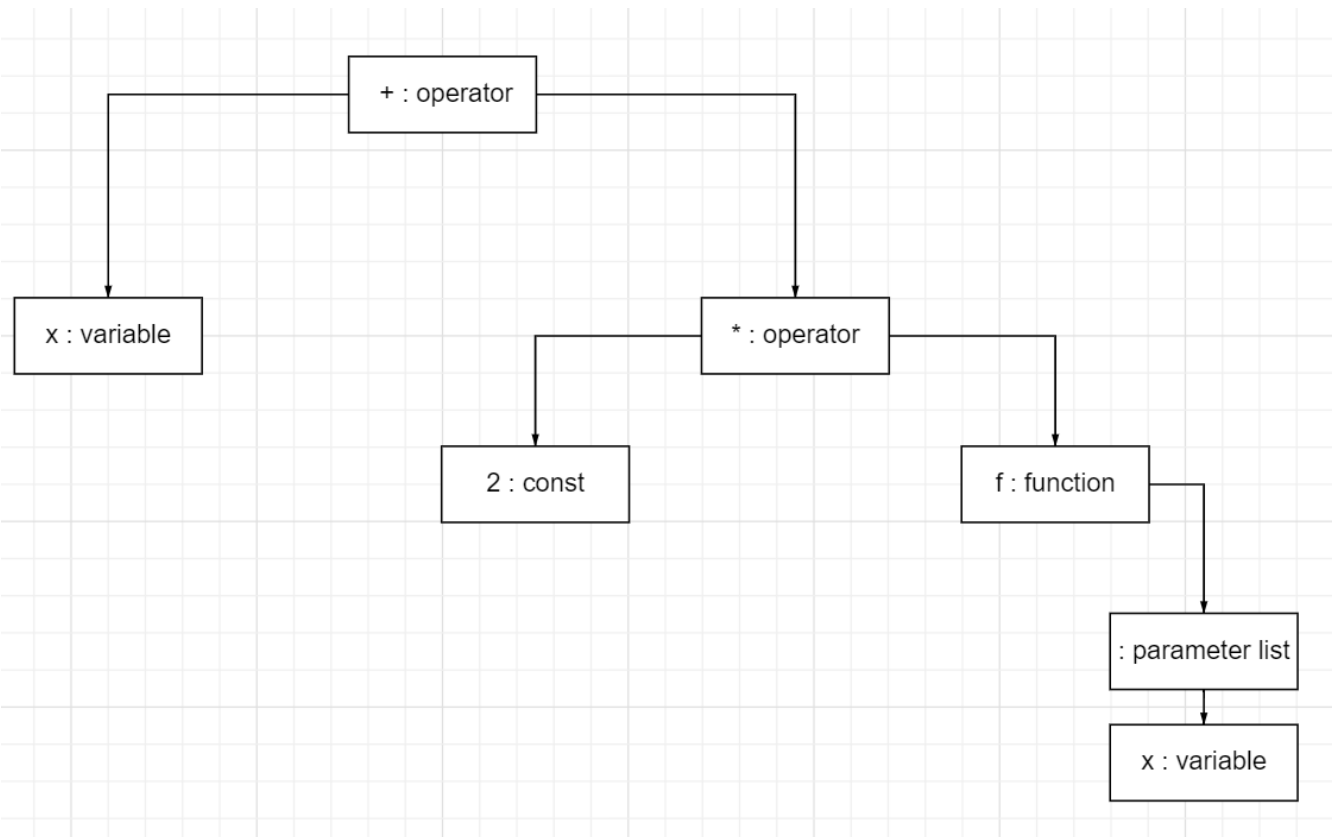 + : operator
x : variable
* : operator
2 : const
f : function
: parameter list
x : variable